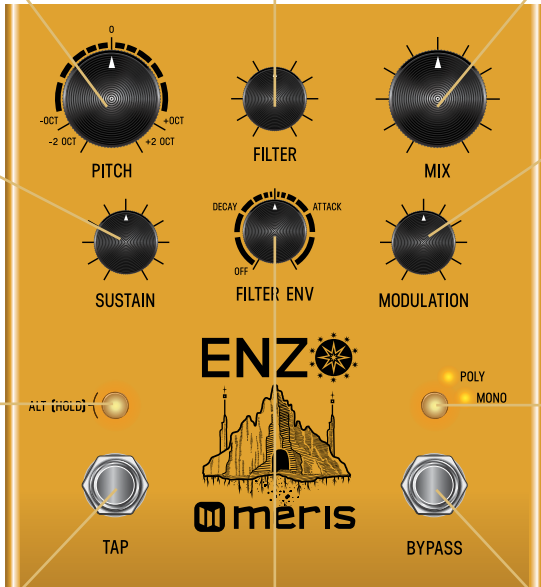 0
-OCT +OCT
-2 OCT +2 OCT
PITCH
FILTER
MIX
DECAY ATTACK
OFF
SUSTAIN
FILTER ENV
MODULATION
ENZO
ALT (HOLD)
POLY
MONO
meris
TAP
BYPASS